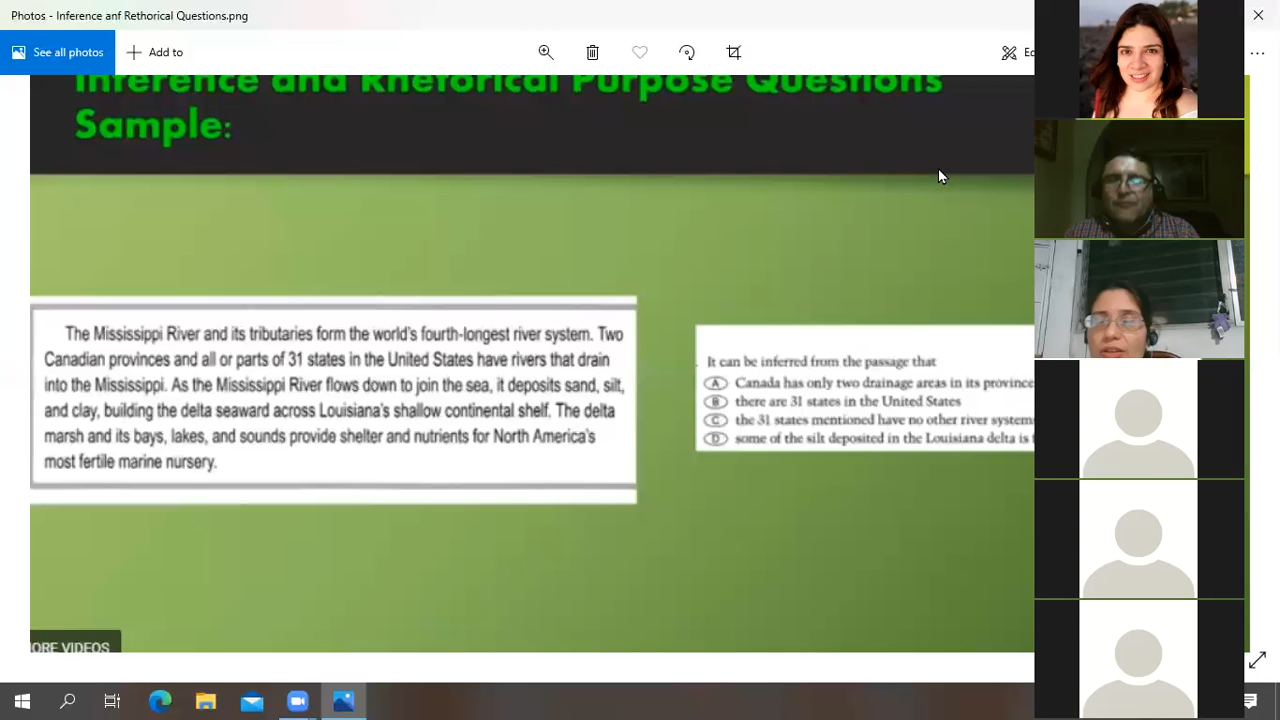 Photos - Inference anf Rethorical Questions.png
See all photos
Add to
Inference and Rhetorical Purpose Questions
Sample:
The Mississippi River and its tributaries form the world's fourth-longest river system. Two
Canadian provinces and all or parts of 31 states in the United States have rivers that drain
into the Mississippi. As the Mississippi River flows down to join the sea, it deposits sand, silt,
and clay, building the delta seaward across Louisiana's shallow continental shelf. The delta
marsh and its bays, lakes, and sounds provide shelter and nutrients for North America's
most fertile marine nursery.
It can be inferred from the passage that
A Canada has only two drainage areas in its province
B there are 31 states in the United States
C the 31 states mentioned have no other river system
D some of the silt deposited in the Louisiana delta is
ORE VIDEOS